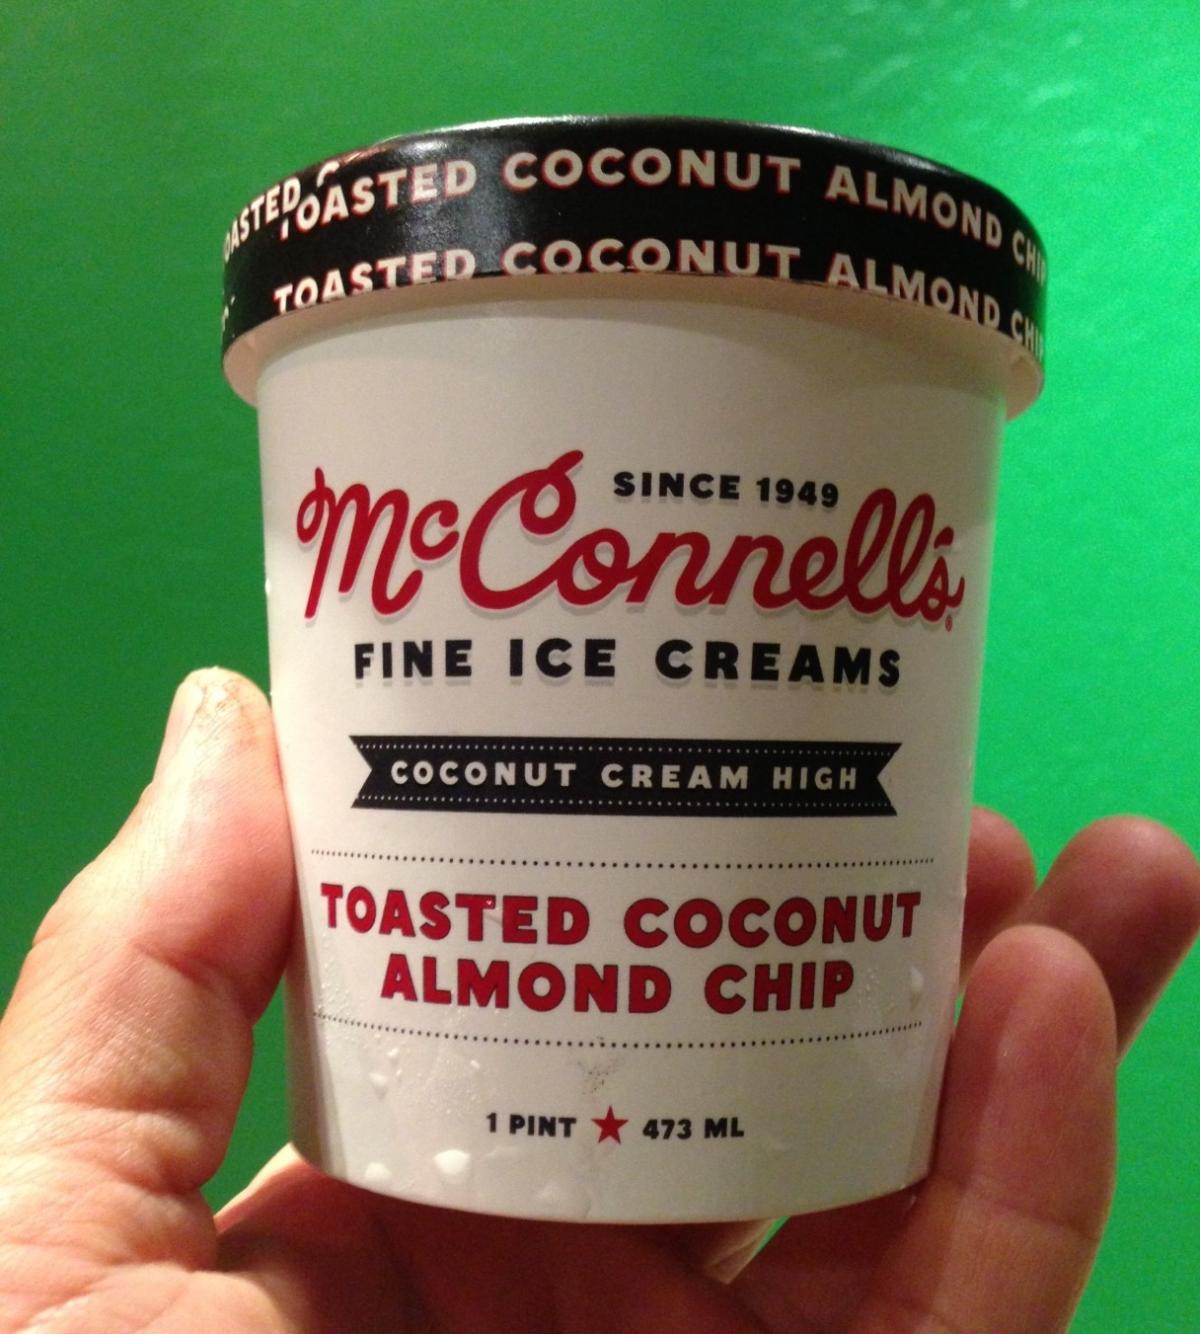 TOASTED COCONUT ALMOND CHIP
TOASTED COCONUT ALMOND CHIP
SINCE 1949
McConnell's®
FINE ICE CREAMS
COCONUT CREAM HIGH
TOASTED COCONUT
ALMOND CHIP
1 PINT ★ 473 ML